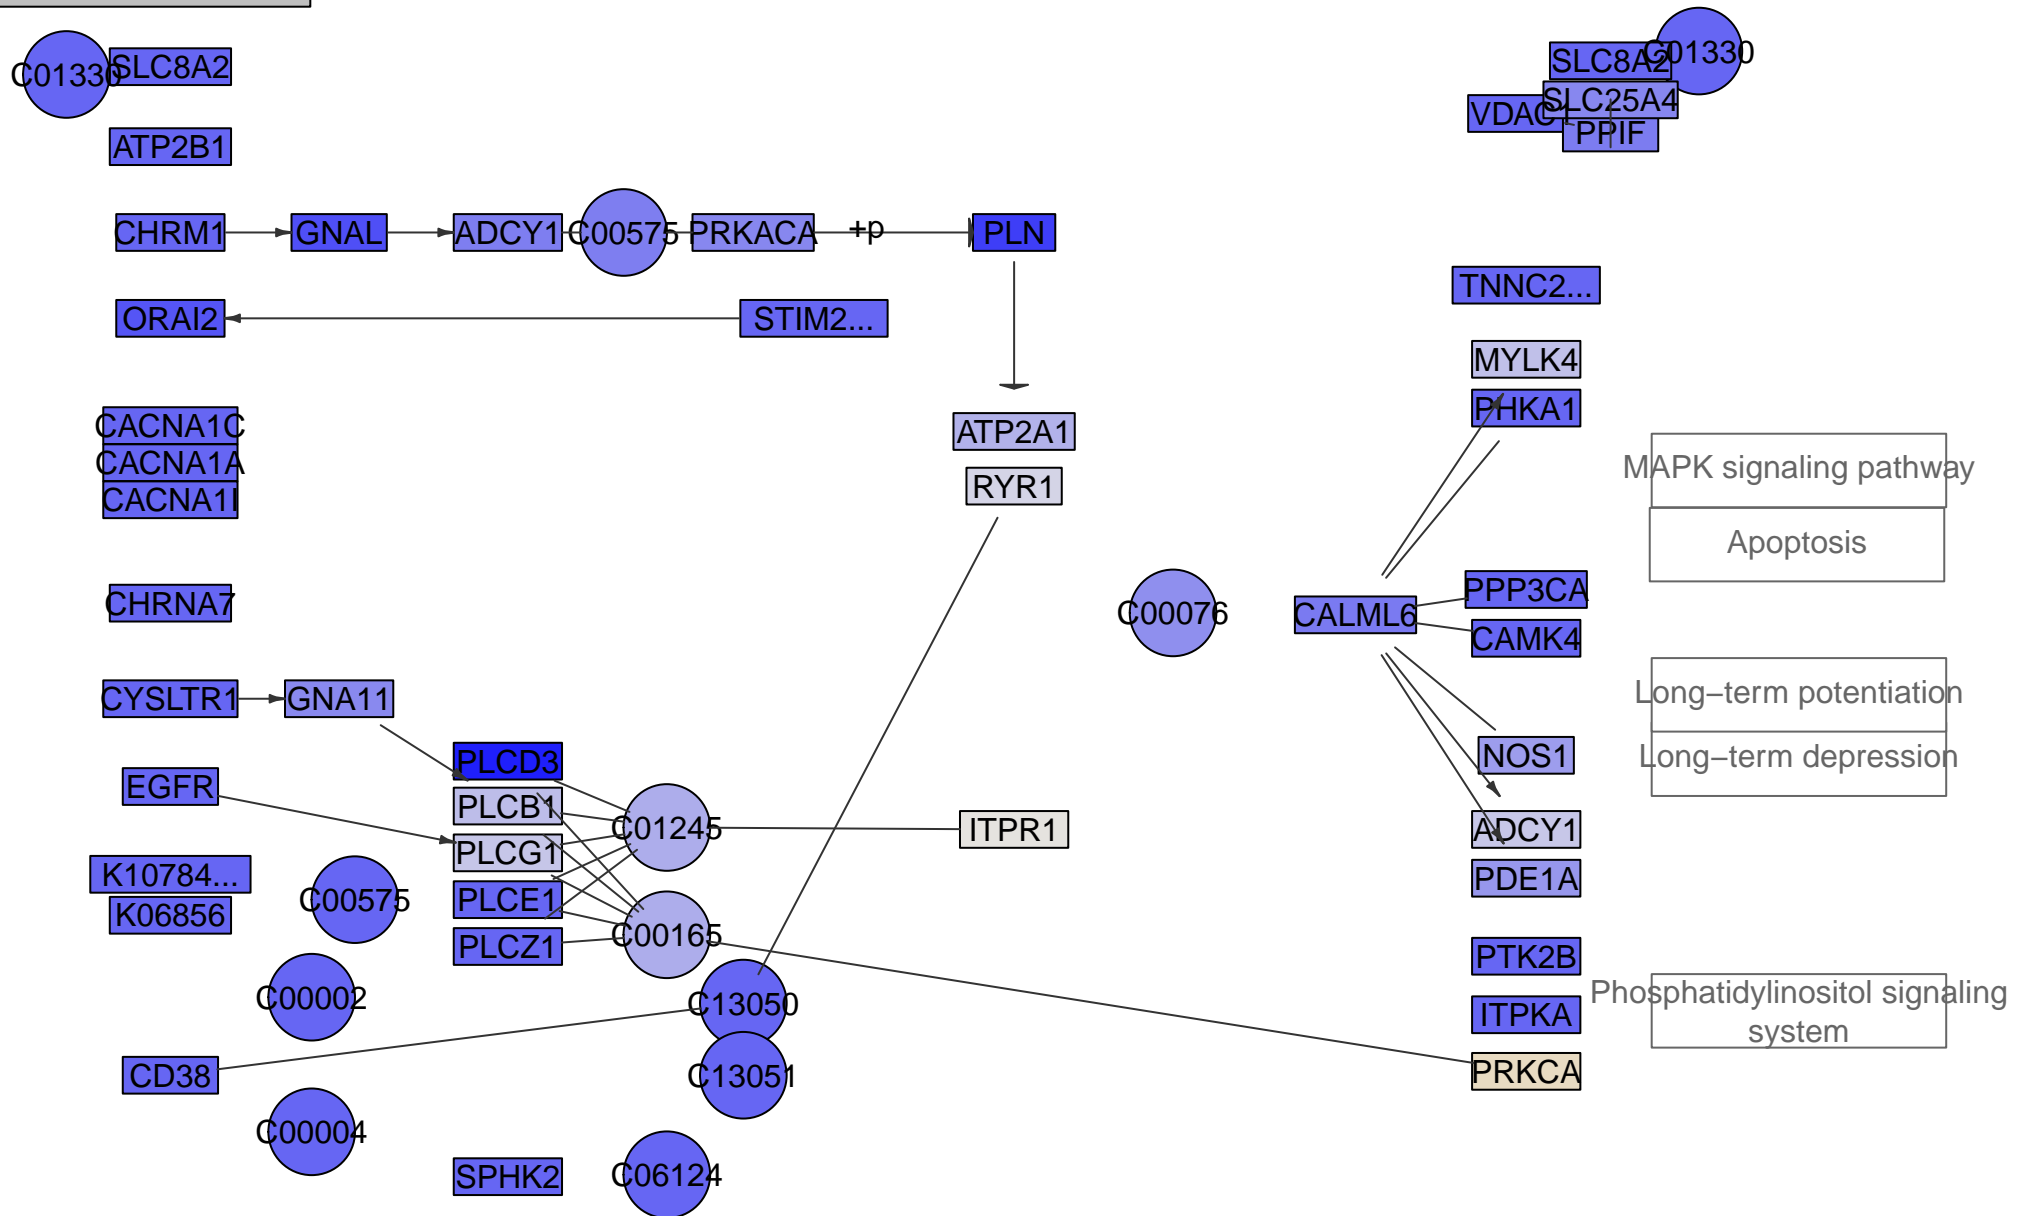 C01330
SLC8A2
SLC8A2
C01330
SLC25A4
VDAC1
PPIF
ATP2B1
CHRM1
GNAL
ADCY1
C00575
PRKACA
+p
PLN
TNNC2...
ORAI2
STIM2...
MYLK4
PHKA1
CACNA1C
CACNA1A
CACNA1I
ATP2A1
RYR1
MAPK signaling pathway
Apoptosis
CHRNA7
C00076
CALML6
PPP3CA
CAMK4
CYSLTR1
GNA11
Long–term potentiation
Long–term depression
NOS1
PLCD3
EGFR
PLCB1
C01245
ITPR1
ADCY1
PLCG1
K10784...
PDE1A
K06856
C00575
PLCE1
C00165
PLCZ1
PTK2B
C00002
C13050
ITPKA
Phosphatidylinositol signaling
system
CD38
C13051
PRKCA
C00004
SPHK2
C06124